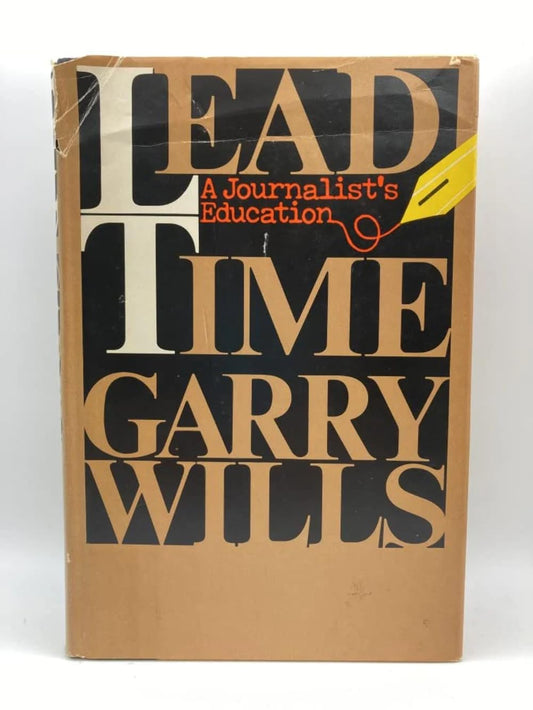 LEAD
A Journalist's
Education
TIME
GARRY
WILLS